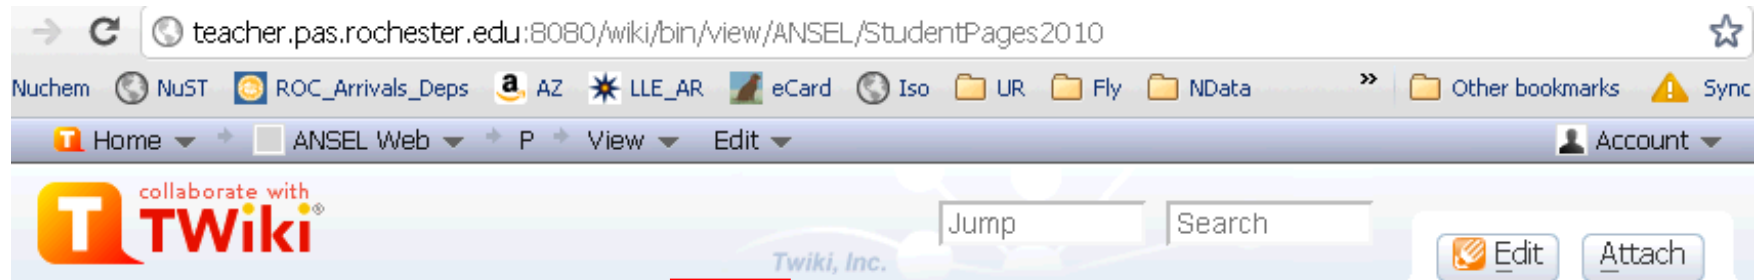 teacher.pas.rochester.edu:8080/wiki/bin/view/ANSEL/StudentPages2010
Nuchem NuST ROC_Arrivals_Deps a AZ LLE_AR eCard Iso UR Fly NData » Other bookmarks Sync
T Home ANSEL Web P View Edit Account
collaborate with
T TWiki®
Jump Search
Twiki, Inc.
Edit Attach